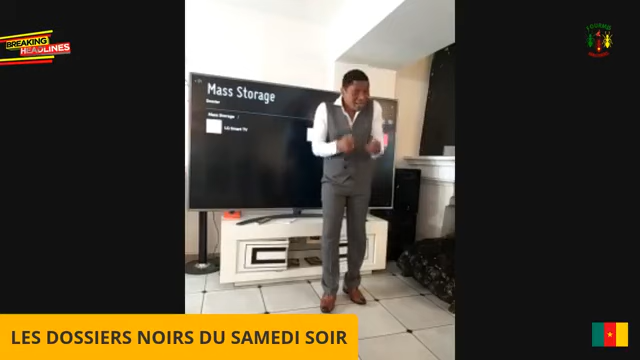 BREAKING
HEADLINES
Mass Storage
Mass Storage /
LG Smart TV
LES DOSSIERS NOIRS DU SAMEDI SOIR